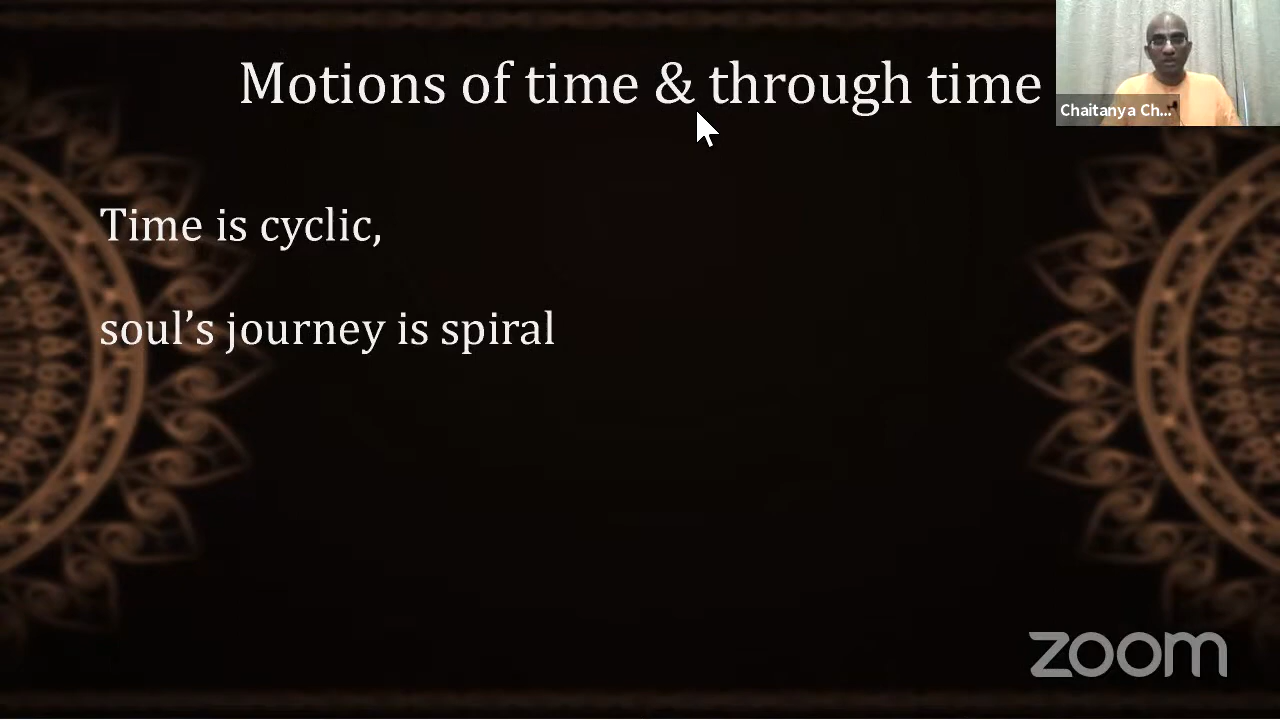 Motions of time & through time
Chaitanya Ch...
Time is cyclic,
soul’s journey is spiral
zoom